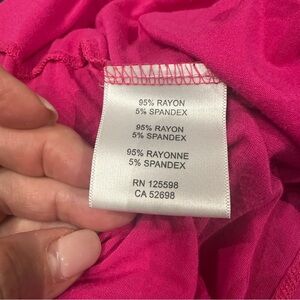 95% RAYON
5% SPANDEX
95% RAYON
5% SPANDEX
95% RAYONNE
5% SPANDEX
RN 125598
CA 52698